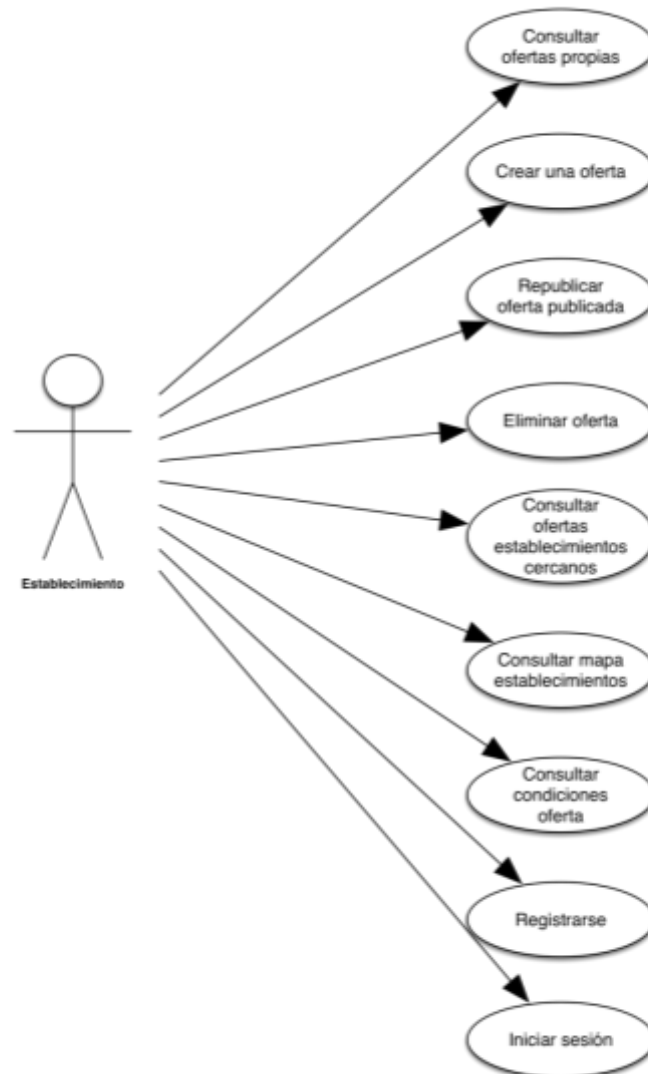 Consultar
ofertas propias
Crear una oferta
Republicar
oferta publicada
Eliminar oferta
Consultar
ofertas
establecimientos
cercanos
Establecimiento
Consultar mapa
establecimientos
Consultar
condiciones
oferta
Registrarse
Iniciar sesión